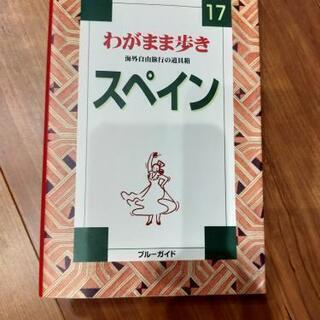 17
わがまま歩き
海外自由旅行の道具箱
スペイン
ブルーガイド